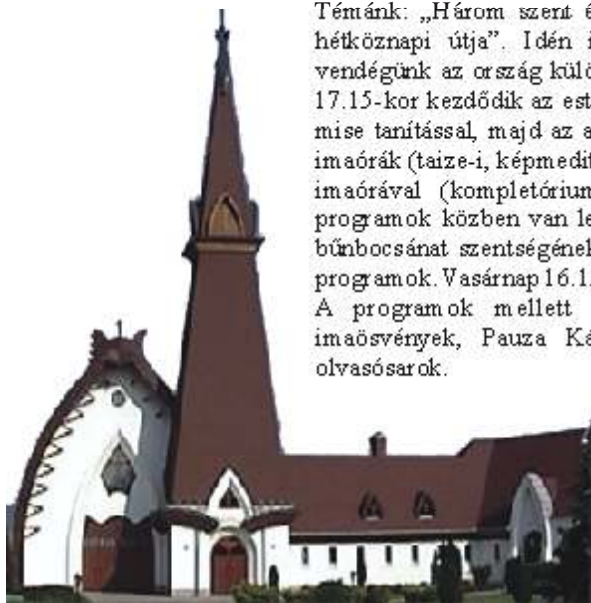 Témánk: „Három szent é
hétköznapi útja”. Idén i
vendégünk az ország külö
17.15-kor kezdődik az est
mise tanítással, majd az a
imaórák (taize-i, képmedit
imaórával (kompletórium
programok közben van le
bűnbocsánat szentségének
programok. Vasárnap 16.1
A programok mellett
imaösvények, Pauza Ká
olvasósarok.